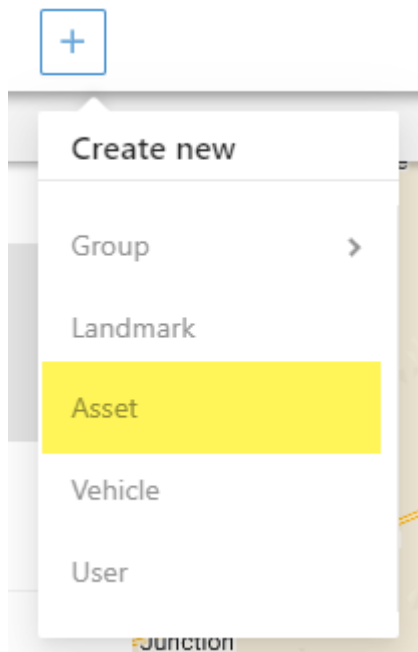 +
Create new
Group
Landmark
Asset
Vehicle
User
Junction